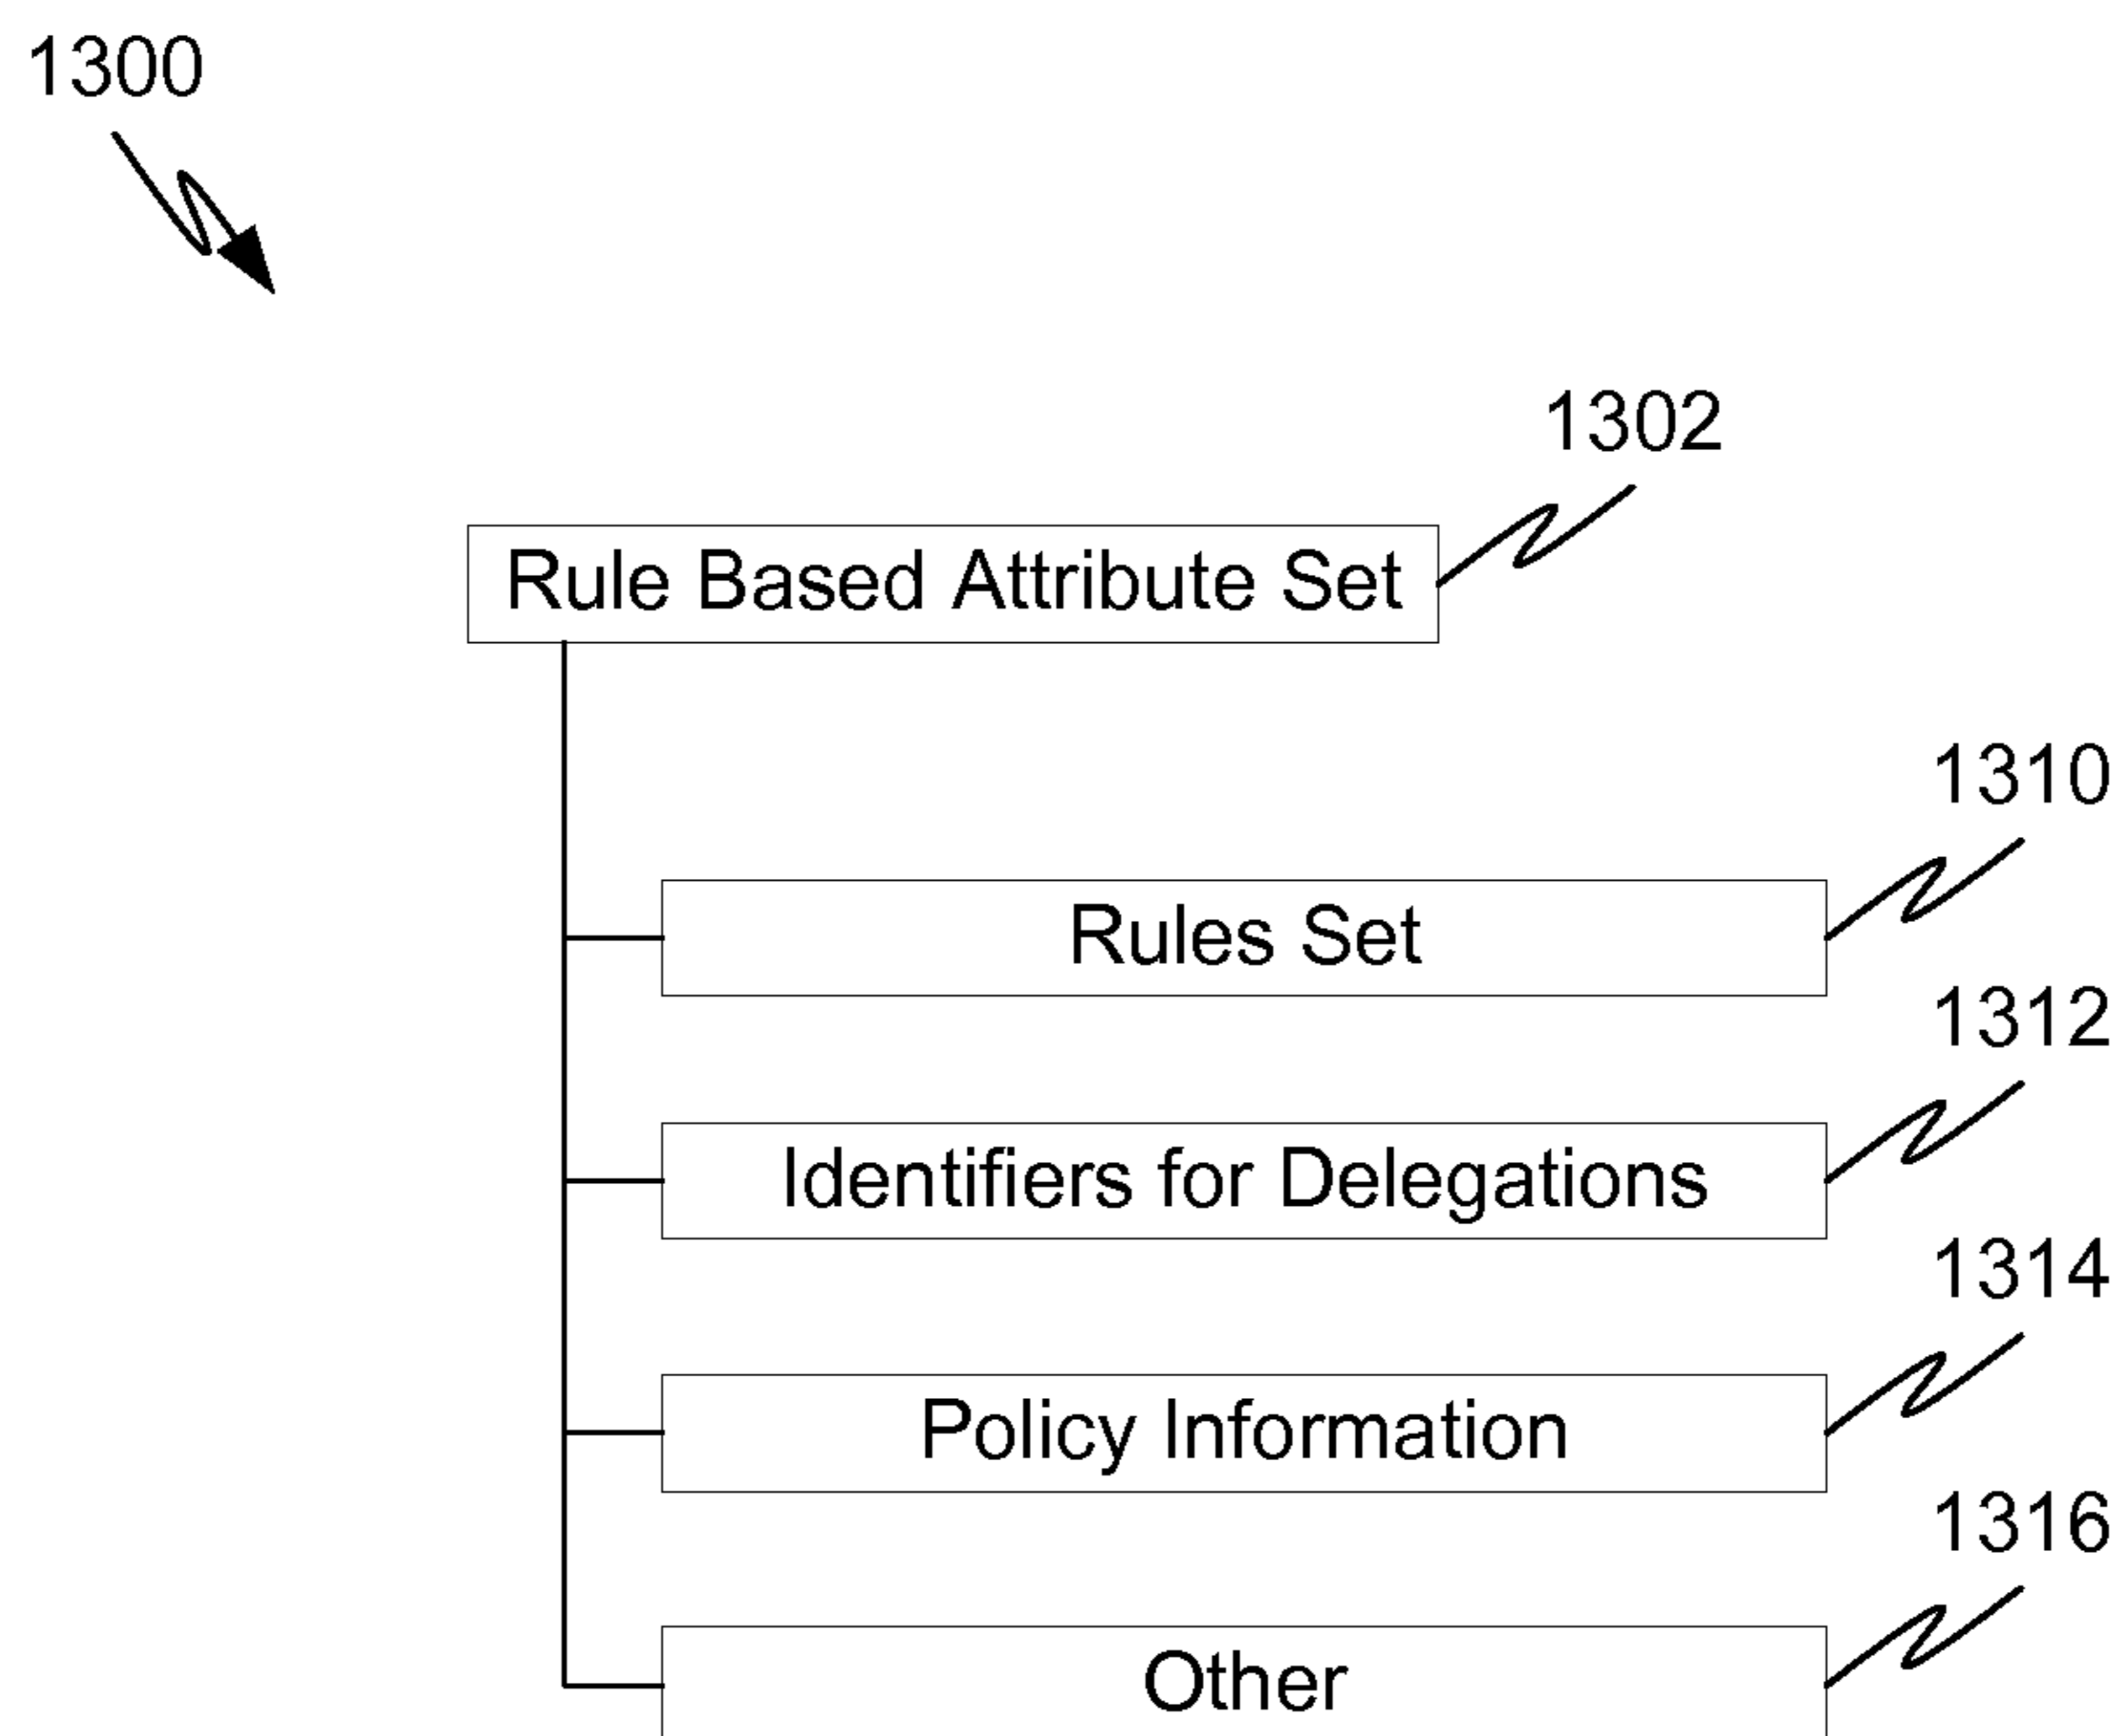 1300
1302
Rule Based Attribute Set
1310
Rules Set
1312
Identifiers for Delegations
1314
Policy Information
1316
Other